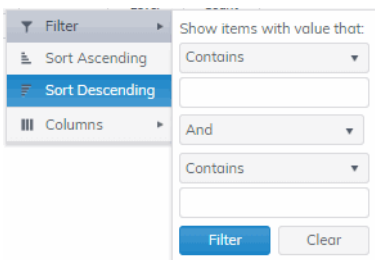 Filter
Sort Ascending
Sort Descending
Columns
Show items with value that:
Contains
And
Contains
Filter
Clear